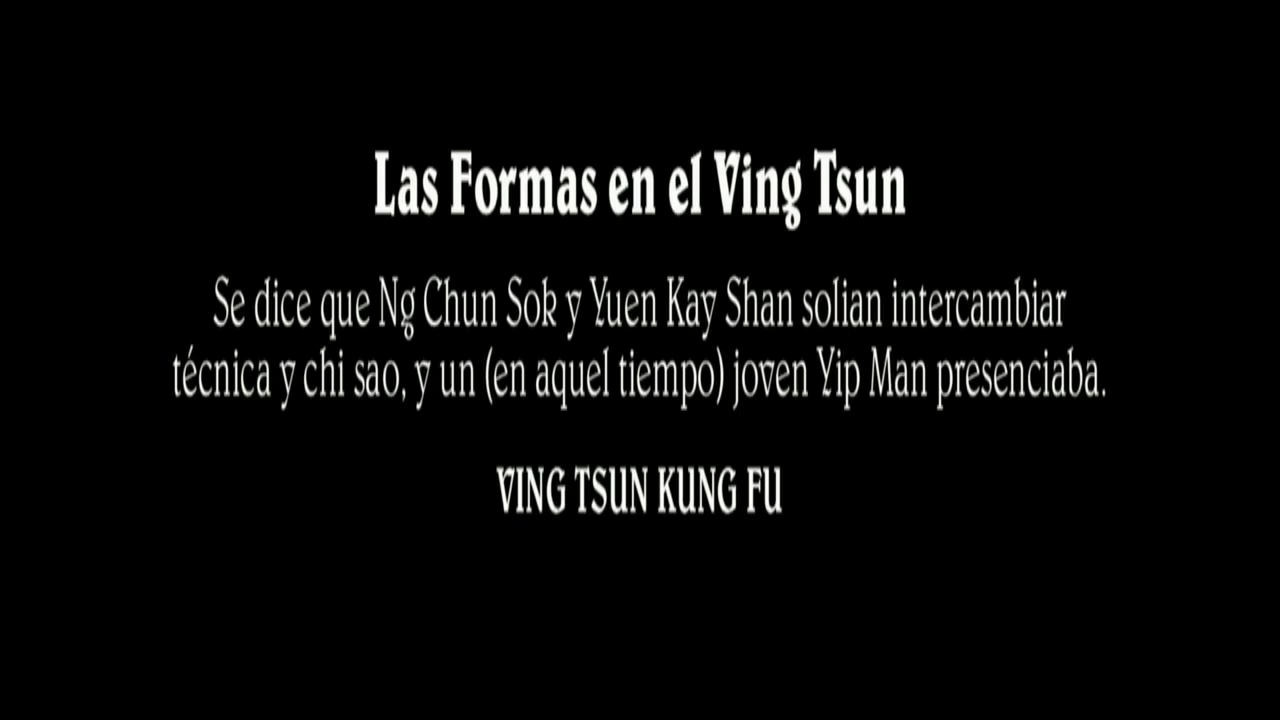 Las Formas en el Ving Tsun
Se dice que Ng Chun Sok y Yuen Kay Shan solian intercambiar
técnica y chi sao, y un (en aquel tiempo) joven Yip Man presenciaba.
VING TSUN KUNG FU